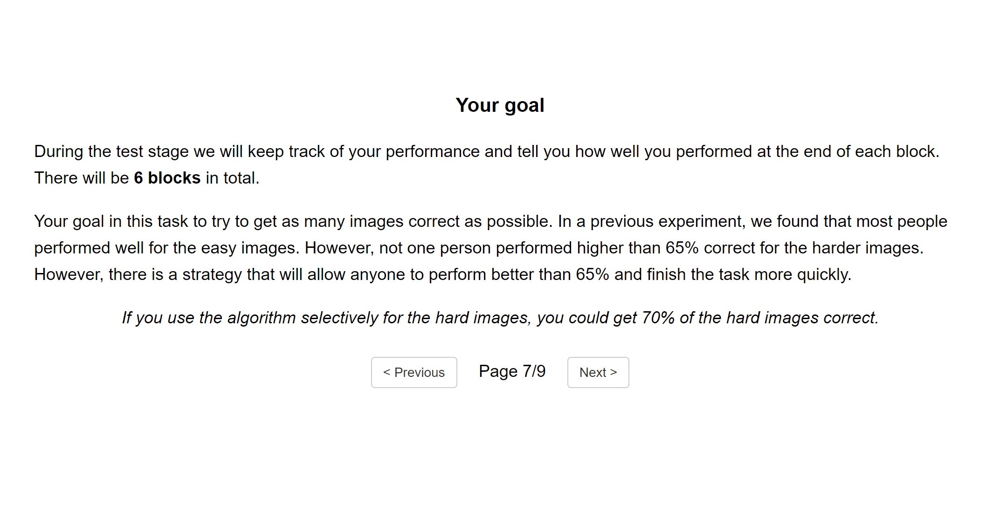 Your goal
During the test stage we will keep track of your performance and tell you how well you performed at the end of each block.
There will be 6 blocks in total.
Your goal in this task to try to get as many images correct as possible. In a previous experiment, we found that most people
performed well for the easy images. However, not one person performed higher than 65% correct for the harder images.
However, there is a strategy that will allow anyone to perform better than 65% and finish the task more quickly.
If you use the algorithm selectively for the hard images, you could get 70% of the hard images correct.
< Previous Page 7/9 Next >